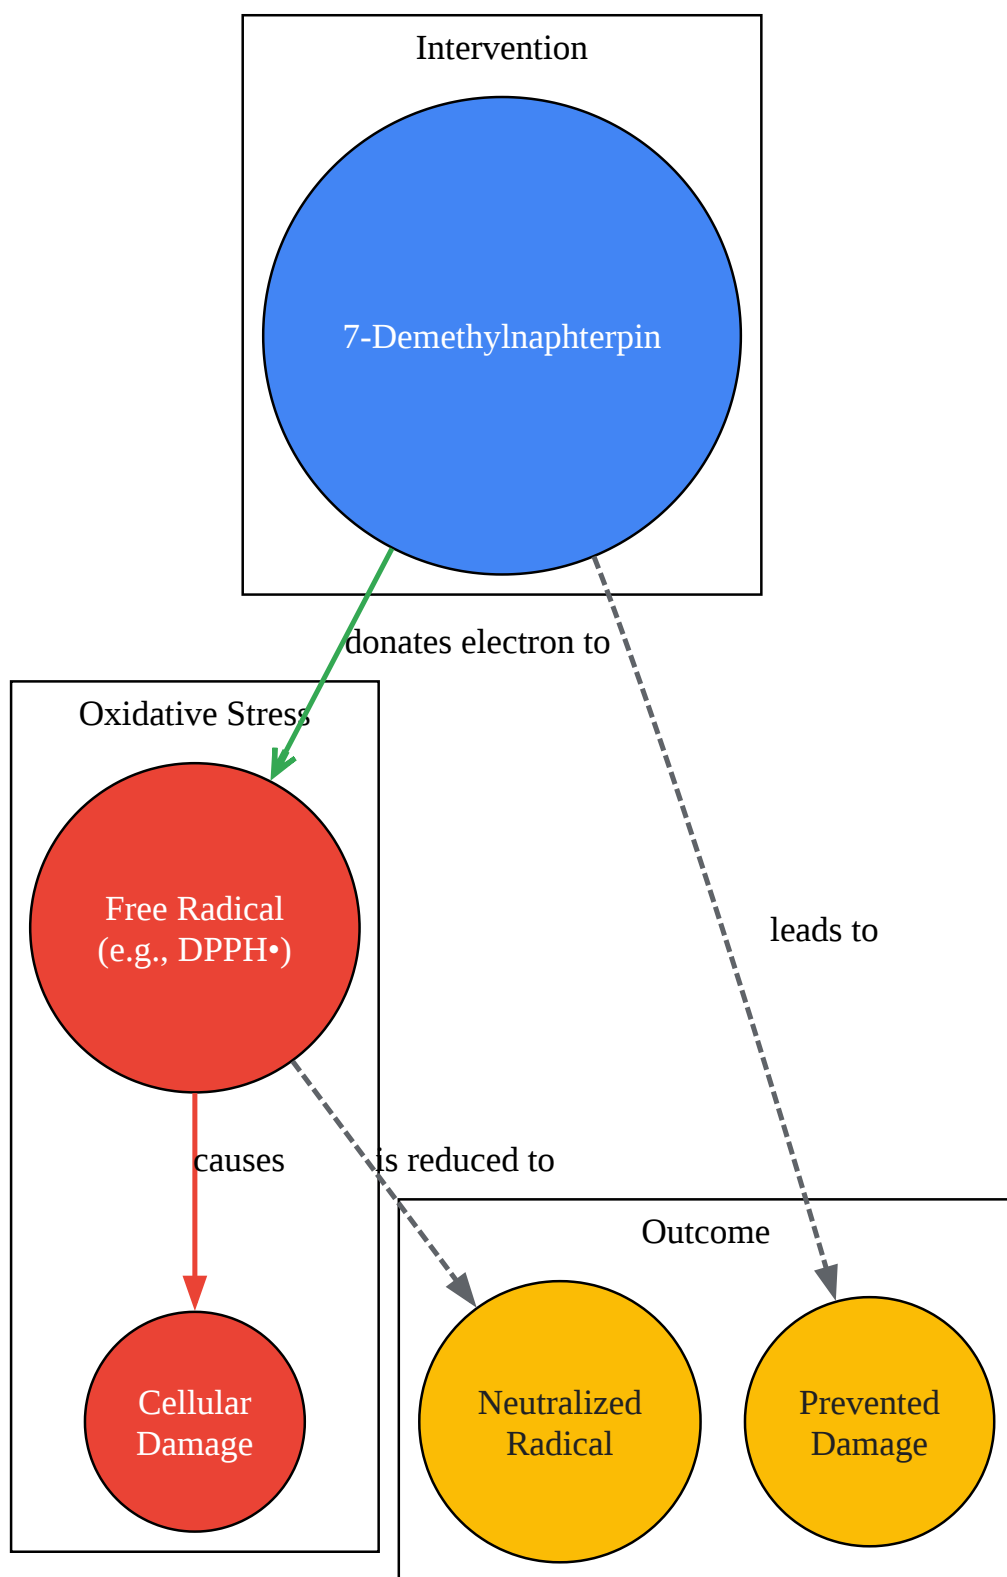 Intervention
7-Demethylnaphterpin
donates electron to
Oxidative Stress
Free Radical
(e.g., DPPH•)
leads to
causes
is reduced to
Outcome
Cellular
Damage
Neutralized
Radical
Prevented
Damage